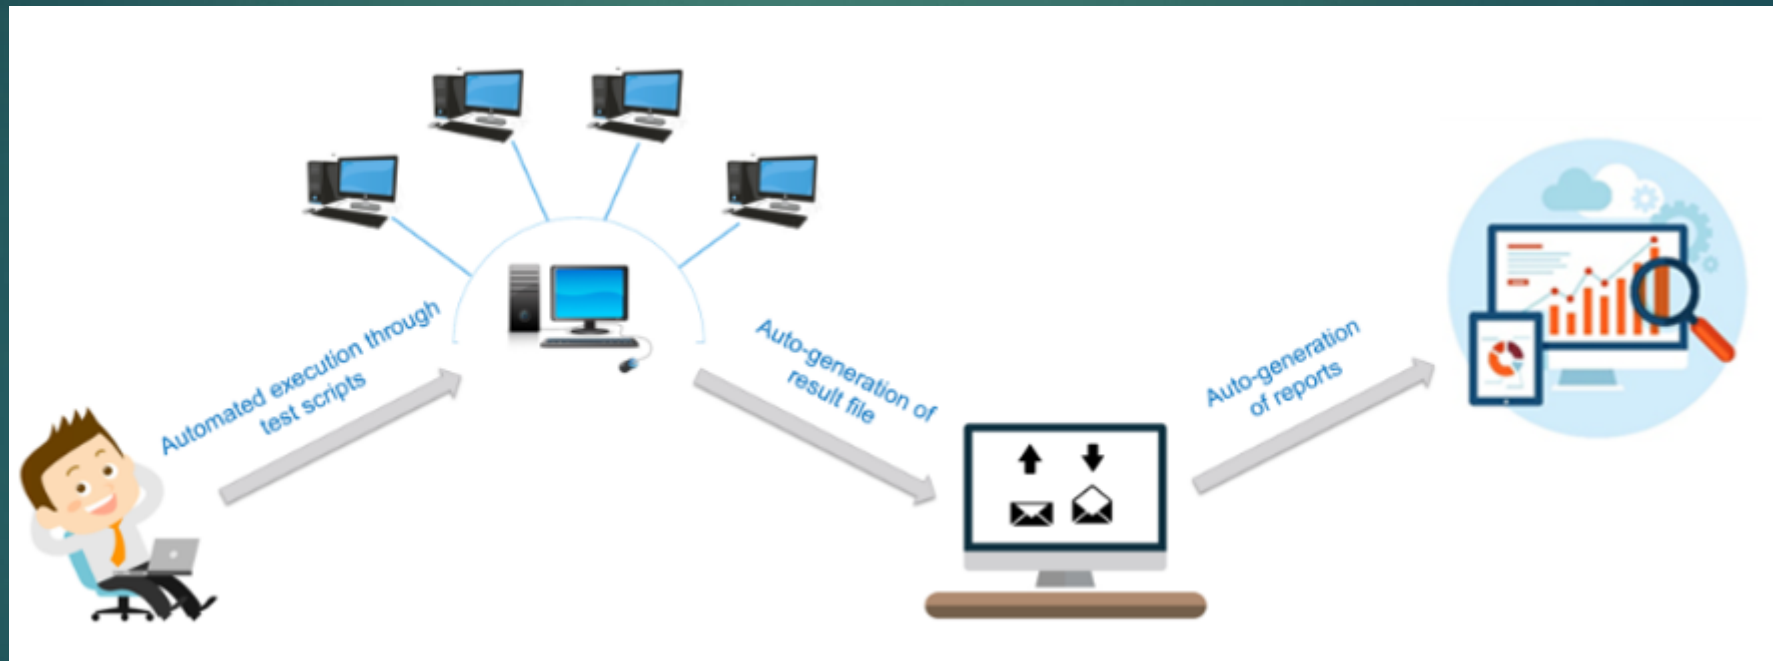 Automated execution through
test scripts
Auto-generation of
result file
Auto-generation
of reports